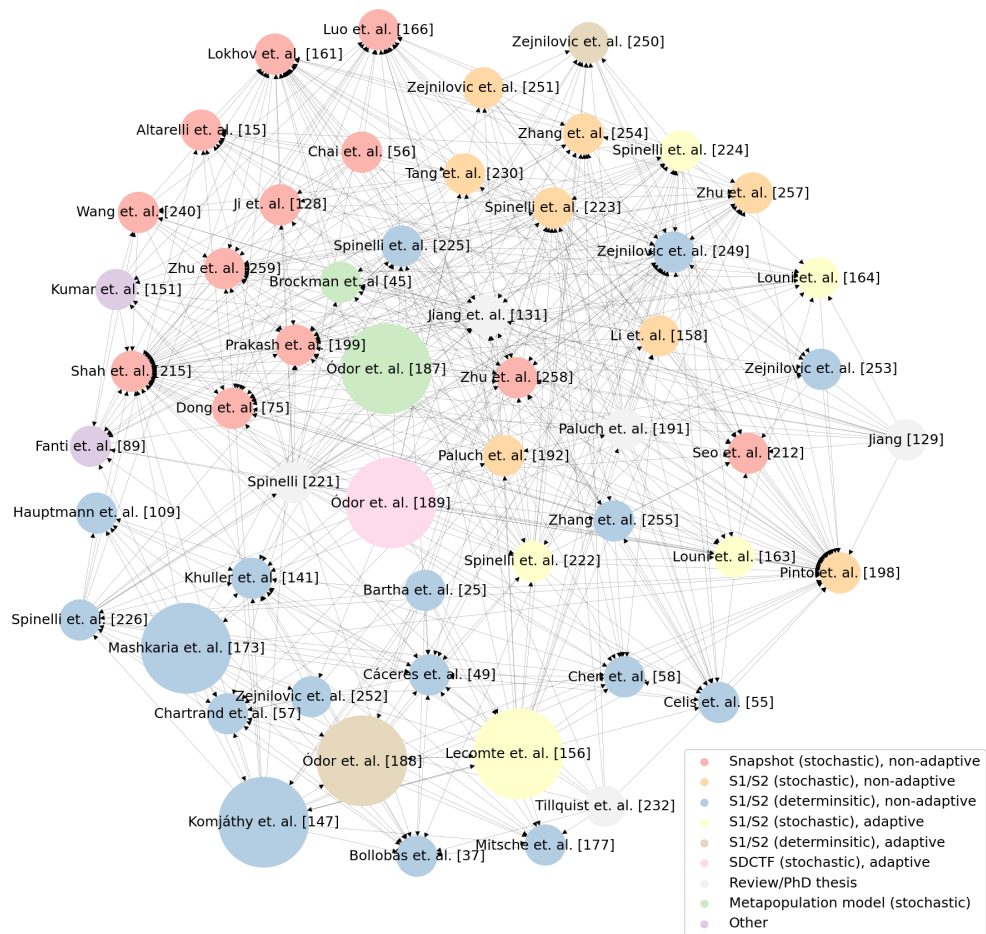 Luo et. al. [166]
Lokhov et. al. [161]
Zejnilovic et. al. [250]
Zejnilovic et. al. [251]
Altarelli et. al. [15]
Zhang et. al. [254]
Chai et. al. [56]
Spinelli et. al. [224]
Tang et. al. [230]
Zhu et. al. [257]
Wang et. al. [240]
Ji et. al. [128]
Spinelli et. al. [223]
Spinelli et. al. [225]
Zejnilovic et. al. [249]
Zhu et. al. [259]
Brockman et. al [45]
Louni et. al. [164]
Kumar et. al. [151]
Jiang et. al. [131]
Li et. al. [158]
Prakash et. al. [199]
Ódor et. al. [187]
Zejnilovic et. al. [253]
Shah et. al. [215]
Zhu et. al. [258]
Dong et. al. [75]
Paluch et. al. [191]
Jiang [129]
Fanti et. al. [89]
Paluch et. al. [192]
Seo et. al. [212]
Spinelli [221]
Ódor et. al. [189]
Hauptmann et. al. [109]
Zhang et. al. [255]
Spinelli et. al. [222]
Louni et. al. [163]
Pinto et. al. [198]
Khuller et. al. [141]
Bartha et. al. [25]
Spinelli et. al. [226]
Mashkaria et. al. [173]
Cáceres et. al. [49]
Chen et. al. [58]
Zejnilovic et. al. [252]
Celis et. al. [55]
Chartrand et. al. [57]
Lecomte et. al. [156]
Ódor et. al. [188]
Tillquist et. al. [232]
Komjáthy et. al. [147]
Mitsche et. al. [177]
Bollobas et. al. [37]
Snapshot (stochastic), non-adaptive
S1/S2 (stochastic), non-adaptive
S1/S2 (determinsitic), non-adaptive
S1/S2 (stochastic), adaptive
S1/S2 (determinsitic), adaptive
SDCTF (stochastic), adaptive
Review/PhD thesis
Metapopulation model (stochastic)
Other